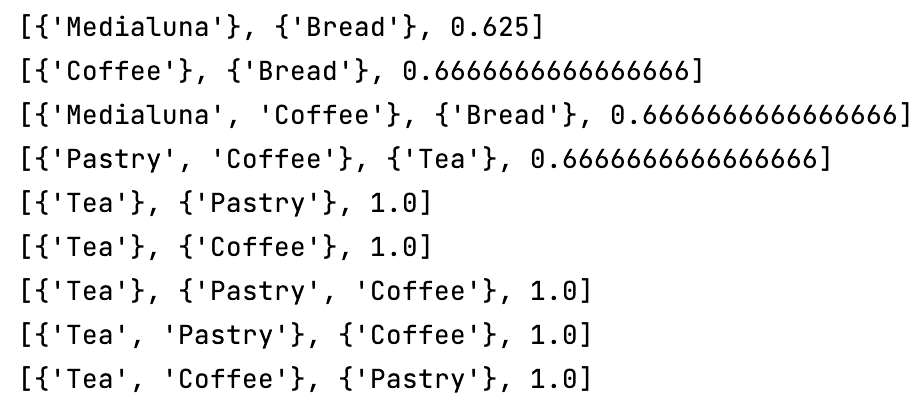 [{'Medialuna'}, {'Bread'}, 0.625]
[{'Coffee'}, {'Bread'}, 0.6666666666666666]
[{'Medialuna', 'Coffee'}, {'Bread'}, 0.6666666666666666]
[{'Pastry', 'Coffee'}, {'Tea'}, 0.6666666666666666]
[{'Tea'}, {'Pastry'}, 1.0]
[{'Tea'}, {'Coffee'}, 1.0]
[{'Tea'}, {'Pastry', 'Coffee'}, 1.0]
[{'Tea', 'Pastry'}, {'Coffee'}, 1.0]
[{'Tea', 'Coffee'}, {'Pastry'}, 1.0]